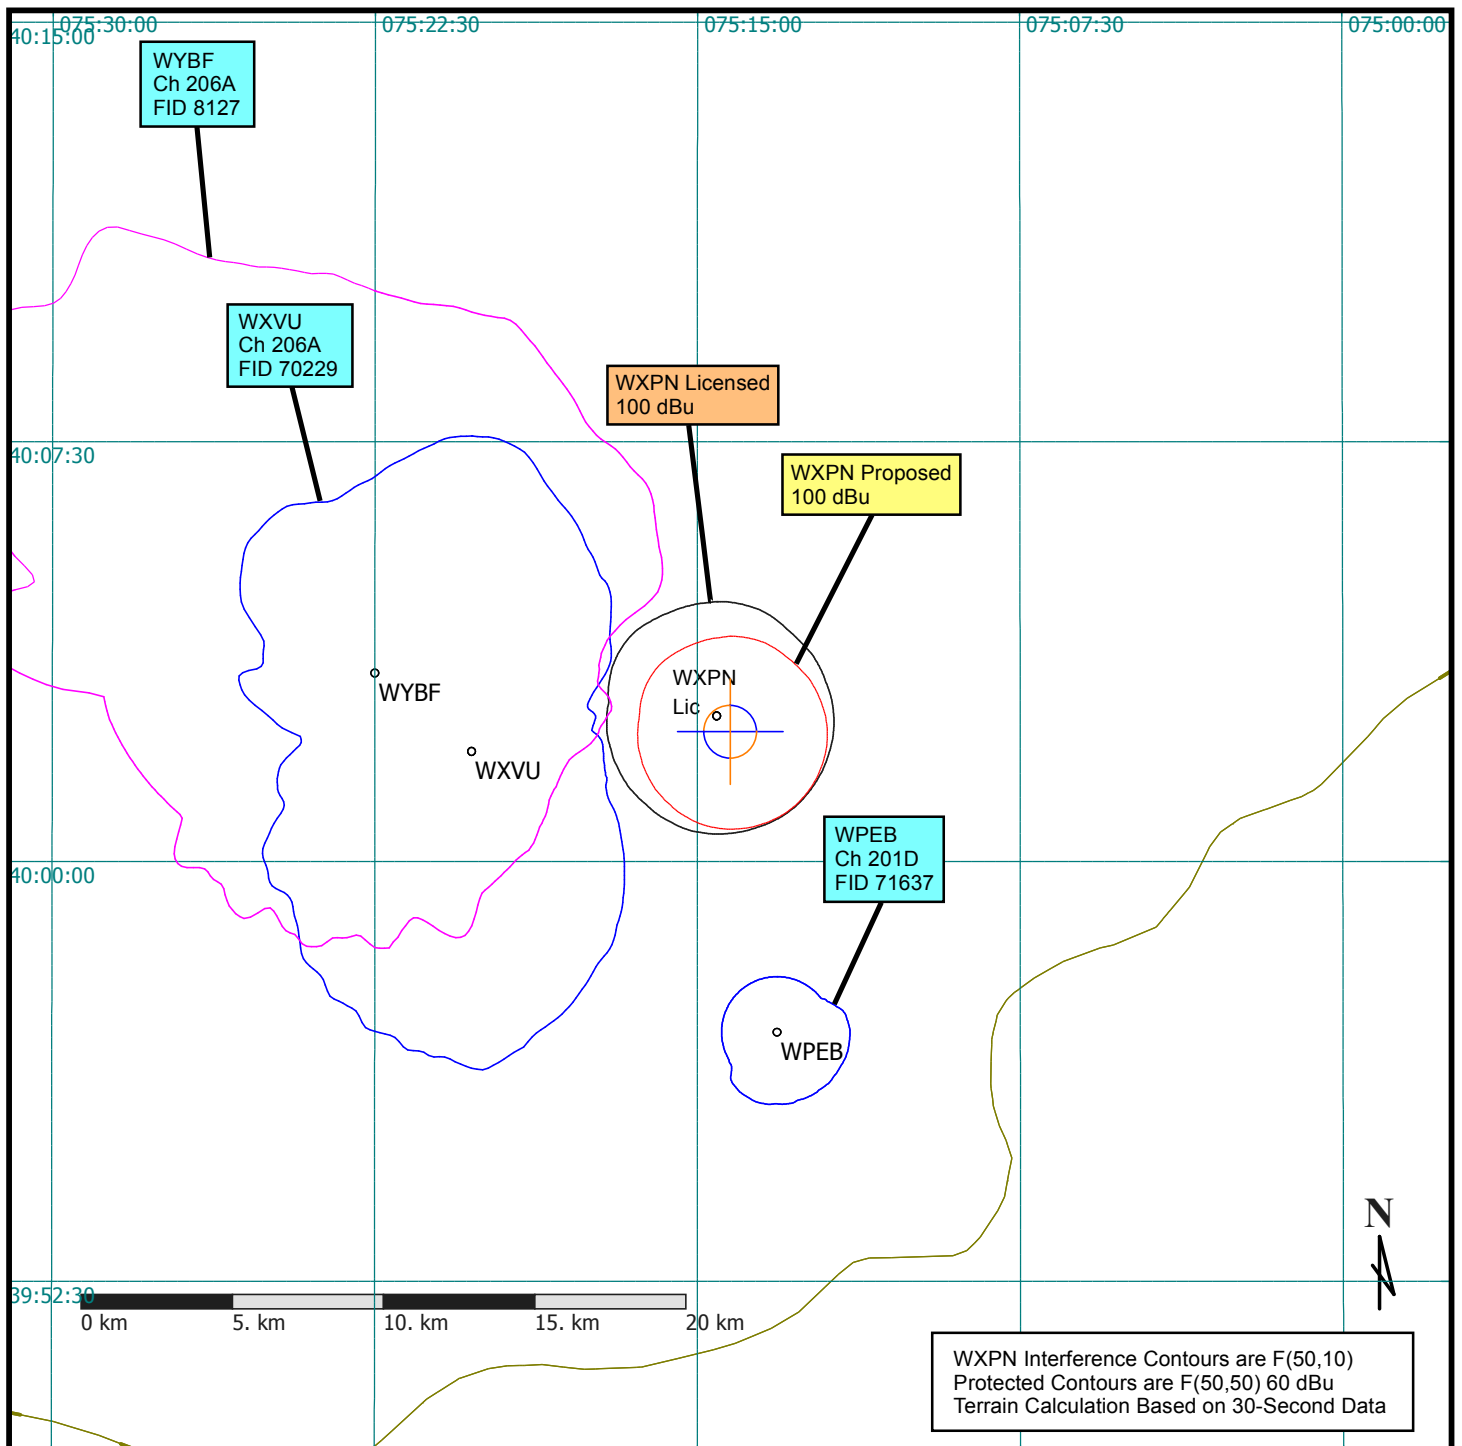 075:30:00
075:22:30
075:15:00
075:07:30
075:00:00
40:15:00
WYBF
Ch 206A
FID 8127
WXVU
Ch 206A
FID 70229
WXPN Licensed
100 dBu
40:07:30
WXPN Proposed
100 dBu
WXPN
Lic
WYBF
WXVU
WPEB
Ch 201D
FID 71637
40:00:00
WPEB
N
39:52:30
0 km
5. km
10. km
15. km
20 km
WXPN Interference Contours are F(50,10)
Protected Contours are F(50,50) 60 dBu
Terrain Calculation Based on 30-Second Data